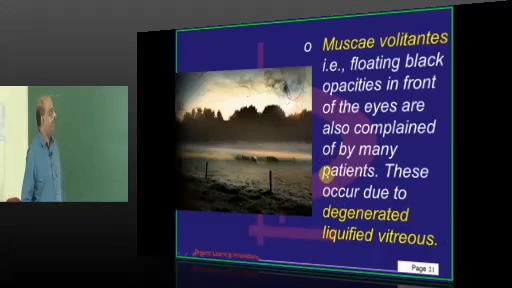 o Muscae volitantes
i.e., floating black
opacities in front
of the eyes are
also complained
of by many
patients. These
occur due to
degenerated
liquified vitreous.
Page 21